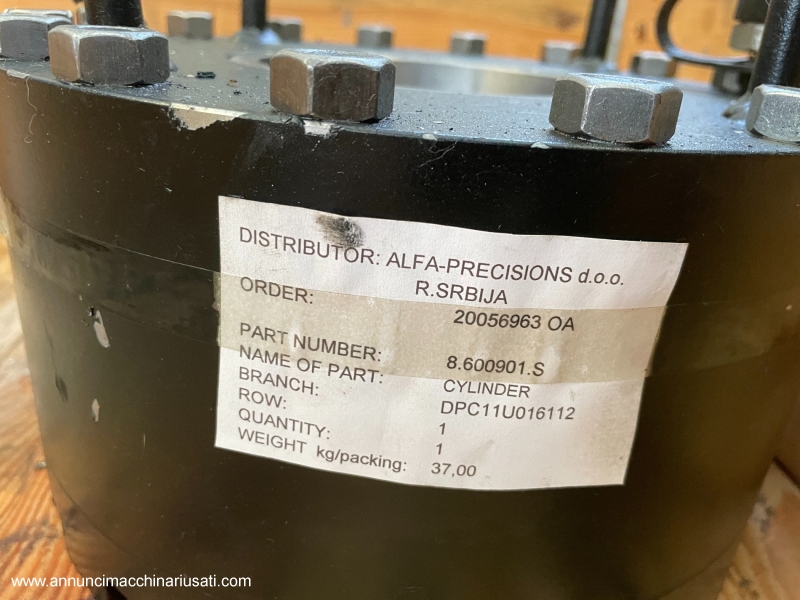 DISTRIBUTOR: ALFA-PRECISIONS d.o.o.
R.SRBIJA
ORDER: 20056963 OA
PART NUMBER: 8.600901.S
NAME OF PART: CYLINDER
BRANCH: DPC11U016112
ROW: 1
QUANTITY: 1
WEIGHT kg/packing: 37,00
www.annuncimacchinariusati.com